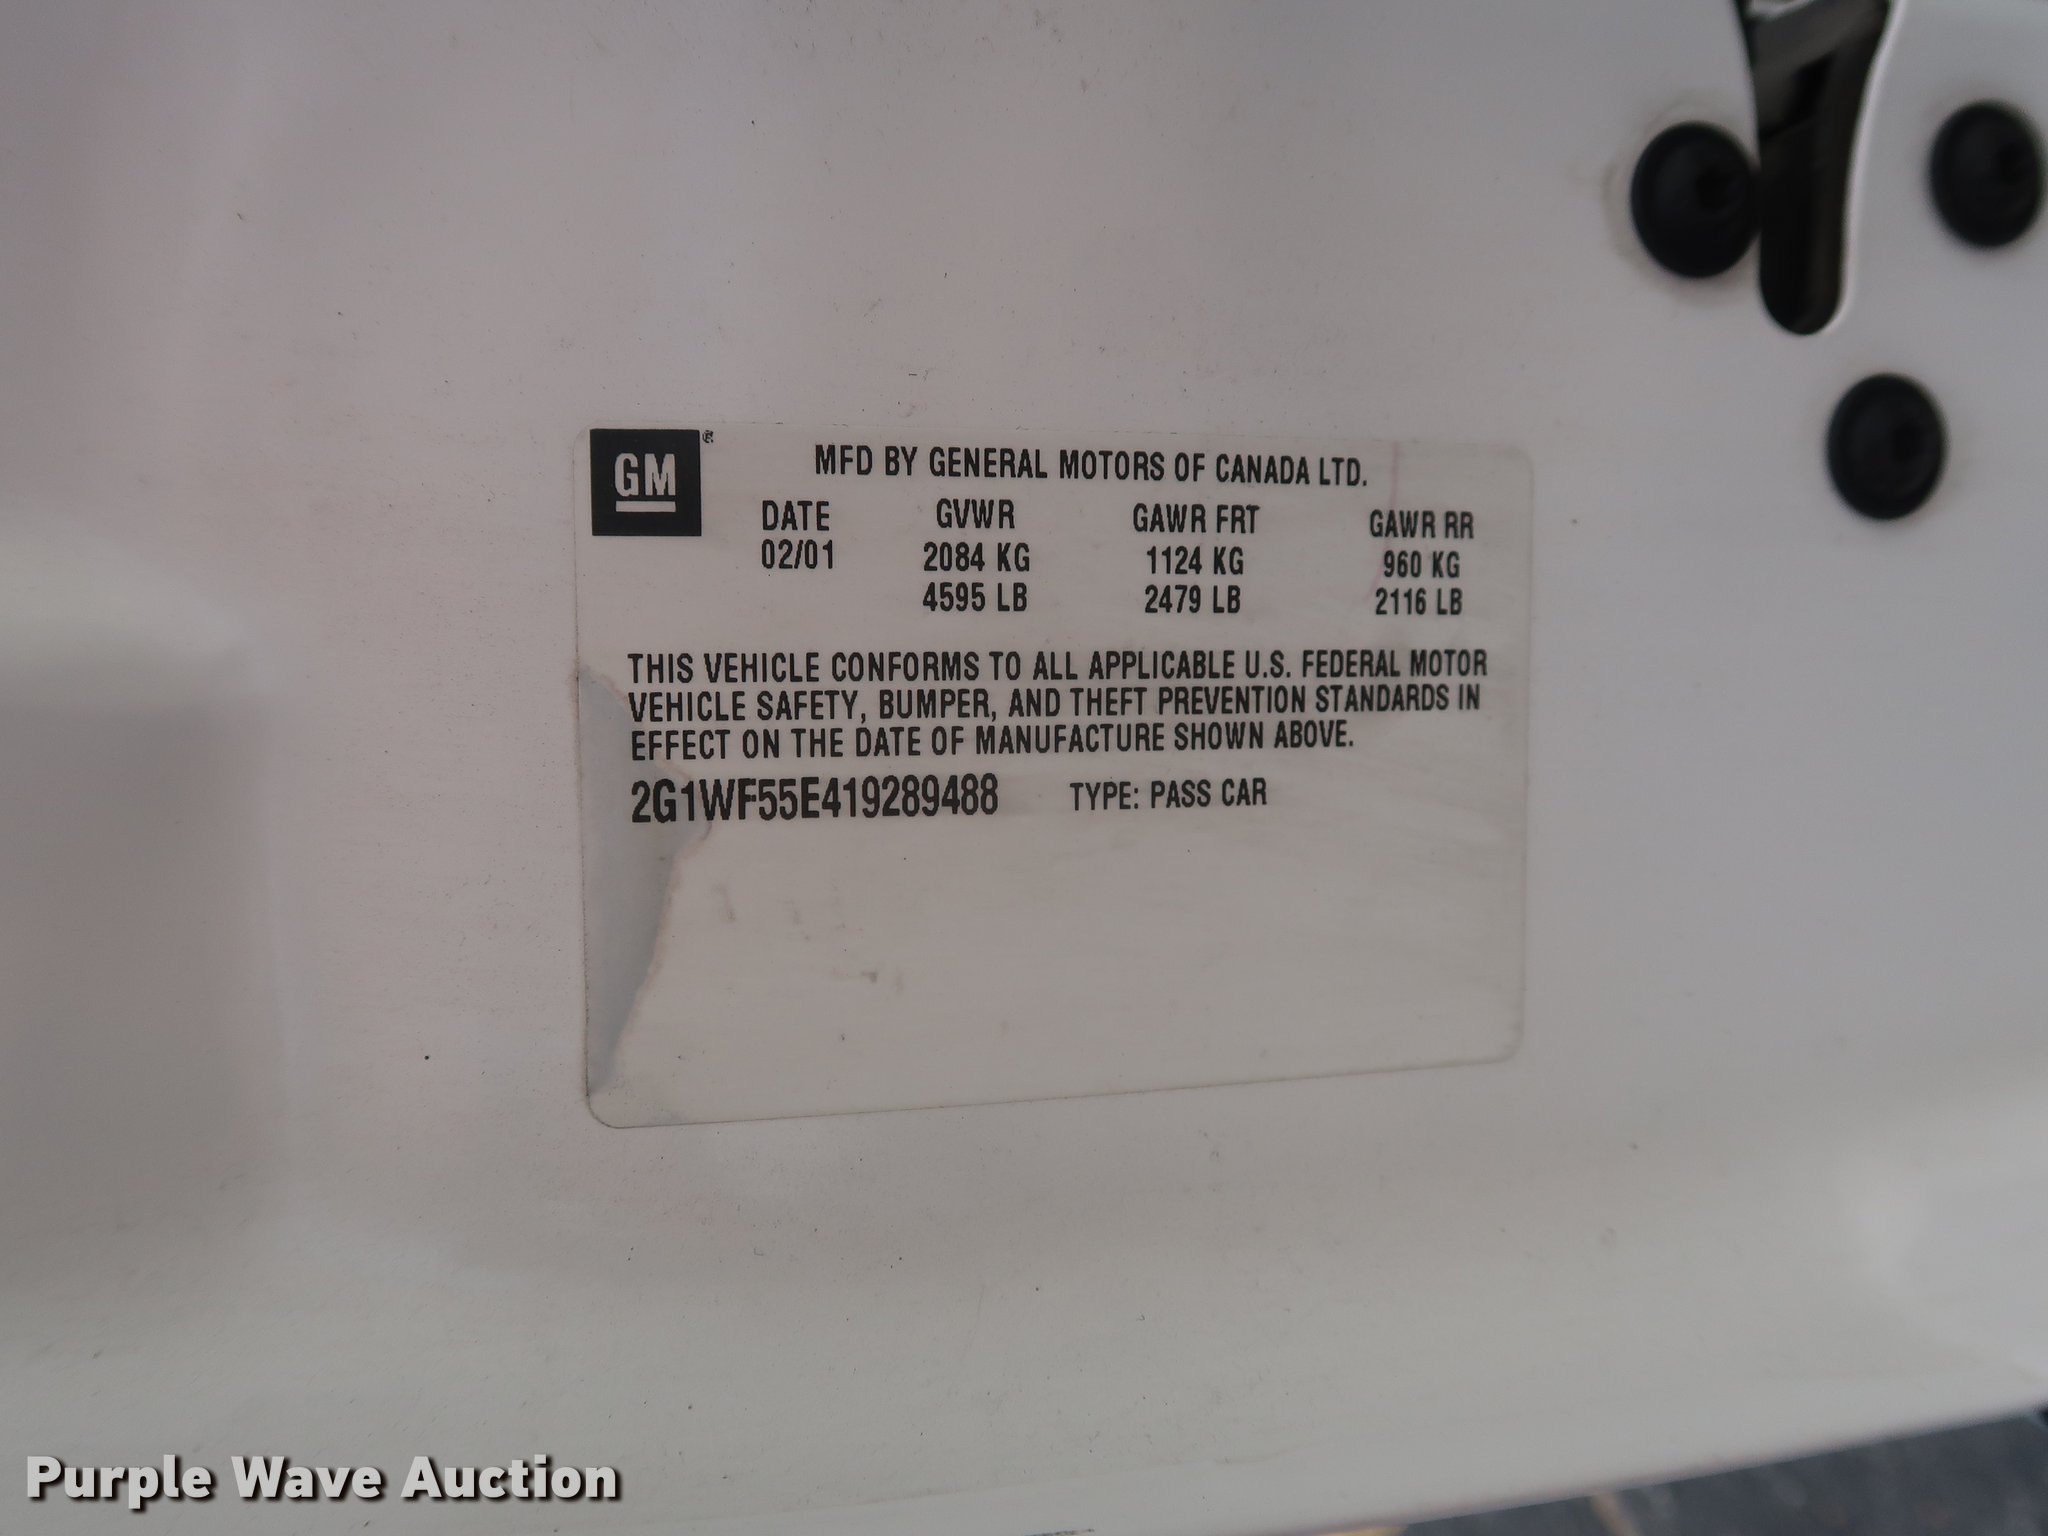 GM
MFD BY GENERAL MOTORS OF CANADA LTD.
DATE GVWR GAWR FRT GAWR RR
02/01 2084 KG 1124 KG 960 KG
4595 LB 2479 LB 2116 LB
THIS VEHICLE CONFORMS TO ALL APPLICABLE U.S. FEDERAL MOTOR
VEHICLE SAFETY, BUMPER, AND THEFT PREVENTION STANDARDS IN
EFFECT ON THE DATE OF MANUFACTURE SHOWN ABOVE.
2G1WF55E419289488 TYPE: PASS CAR
Purple Wave Auction